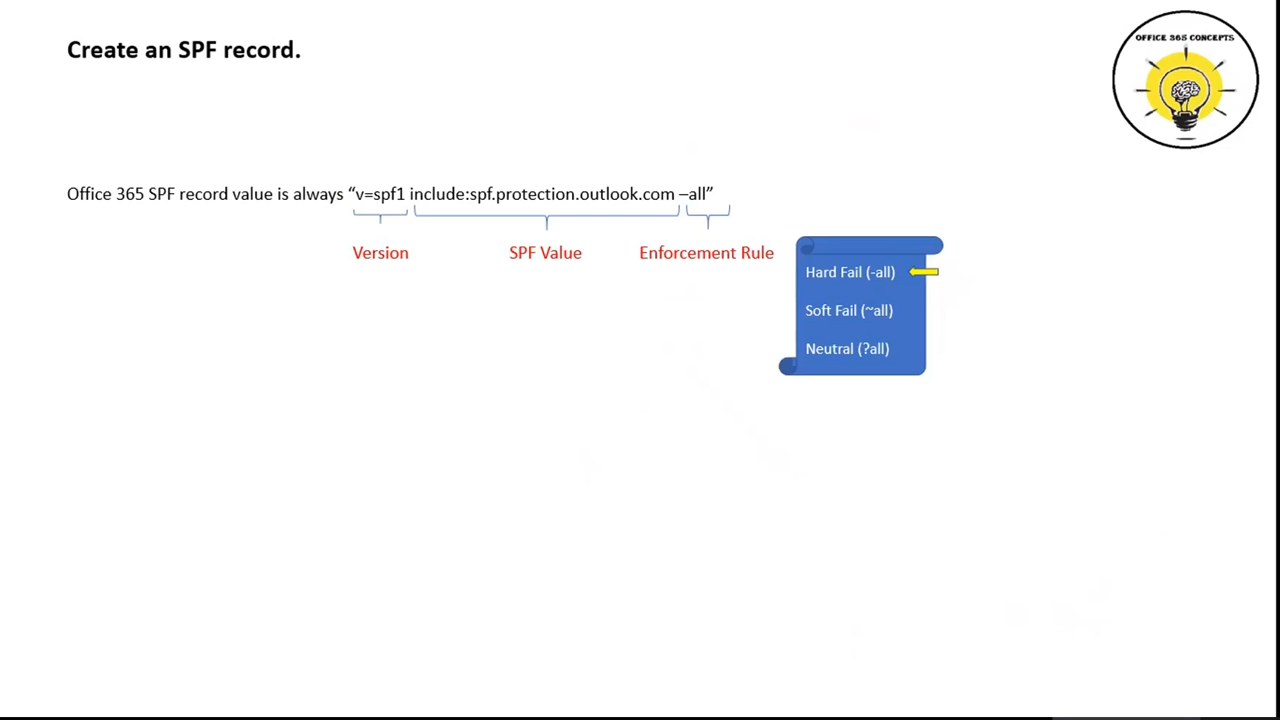 Create an SPF record.
OFFICE 365 CONCEPTS
Office 365 SPF record value is always “v=spf1 include:spf.protection.outlook.com –all”
Version
SPF Value
Enforcement Rule
Hard Fail (-all)
Soft Fail (~all)
Neutral (?all)